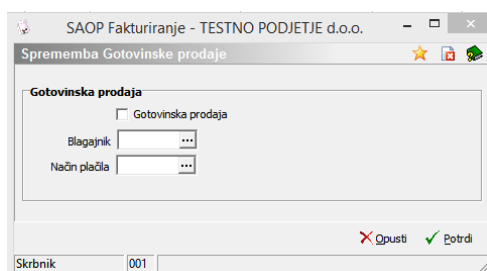 SAOP Fakturiranje - TESTNO PODJETJE d.o.o.
Sprememba Gotovinske prodaje
Gotovinska prodaja
Gotovinska prodaja
Blagajnik
Način plačila
Opusti Potrdi
Skrbnik 001